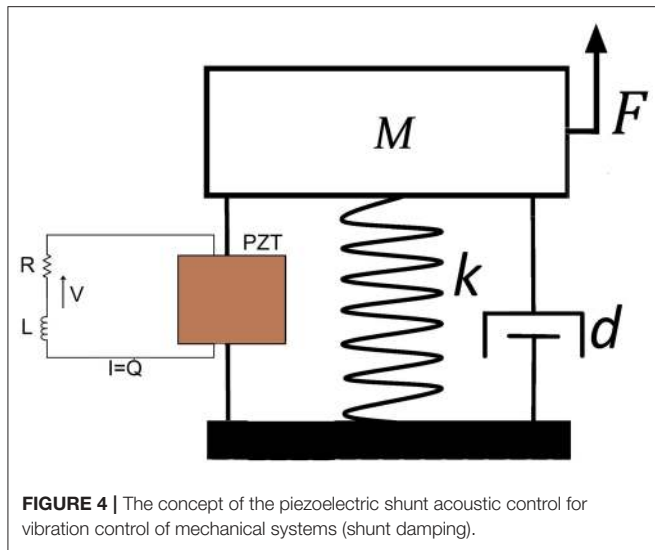 M
F
PZT
R
V
L
k
d
I=Q
FIGURE 4 | The concept of the piezoelectric shunt acoustic control for
vibration control of mechanical systems (shunt damping).